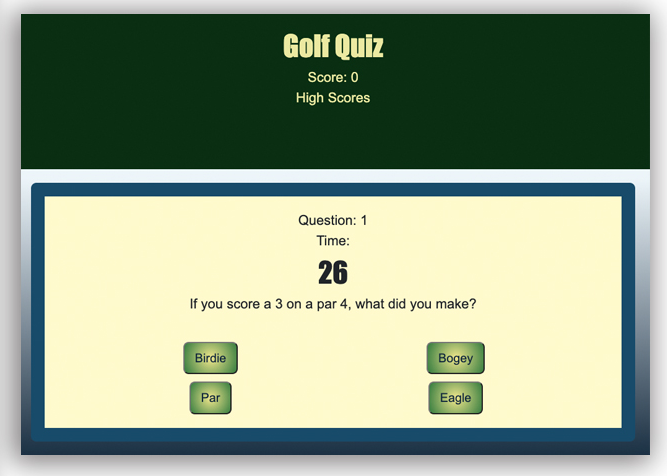 Golf Quiz
Score: 0
High Scores
Question: 1
Time:
26
If you score a 3 on a par 4, what did you make?
Birdie
Bogey
Par
Eagle